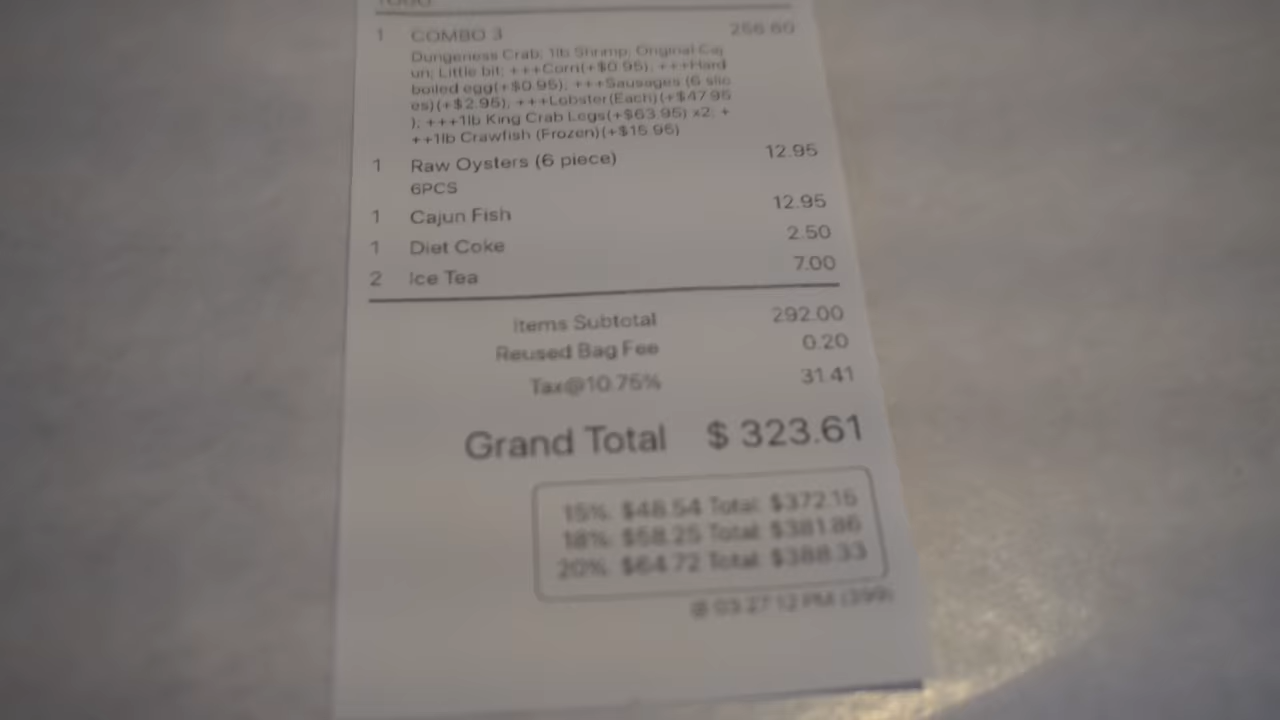 1 COMBO 3 256.60
Dungeness Crab; 1lb Shrimp; Original Caj
un; Little bit; +++Corn(+$0.95); +++Hard
boiled egg(+$0.95); +++Sausages (6 slic
es)(+$2.95); +++Lobster(Each)(+$47.95
); +++1lb King Crab Legs(+$63.95) x2; +
++1lb Crawfish (Frozen)(+$15.95)
1 Raw Oysters (6 piece) 12.95
6PCS
1 Cajun Fish 12.95
1 Diet Coke 2.50
2 Ice Tea 7.00
Items Subtotal 292.00
Reused Bag Fee 0.20
Tax@10.75% 31.41
Grand Total $ 323.61
15%: $48.54 Total: $372.15
18%: $58.25 Total: $381.86
20%: $64.72 Total: $388.33